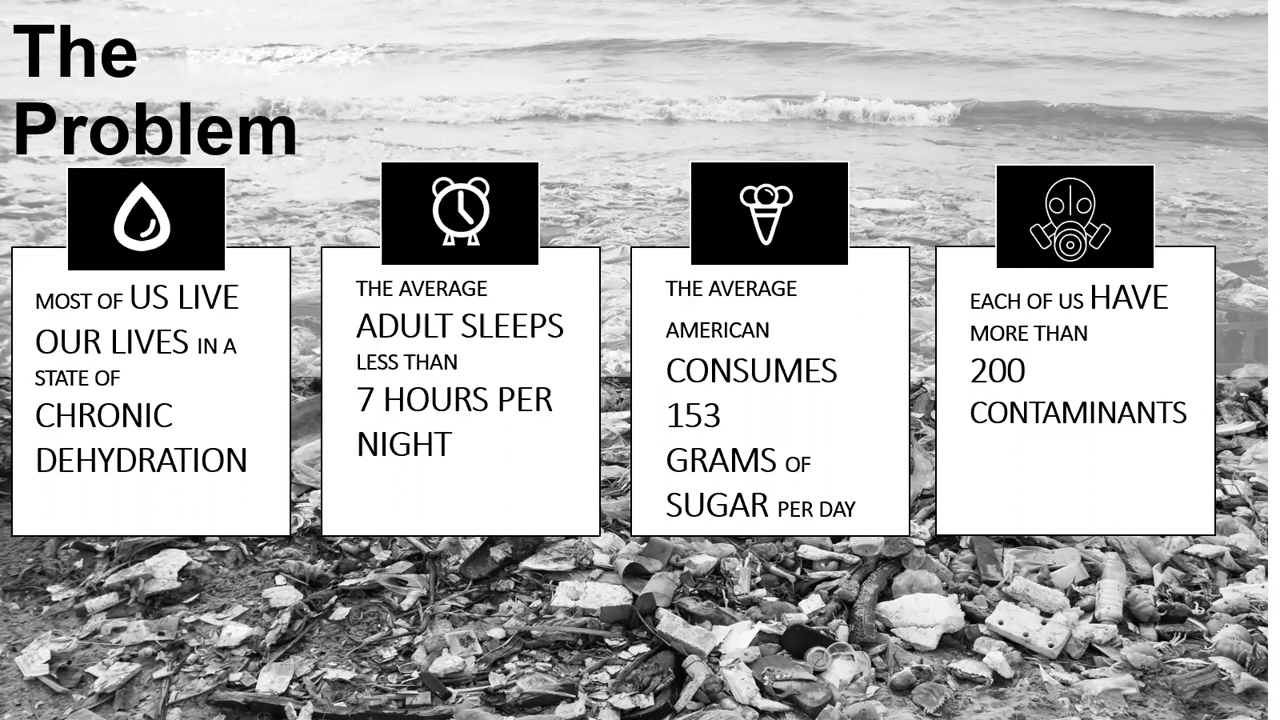 The
Problem
MOST OF US LIVE
OUR LIVES IN A
STATE OF
CHRONIC
DEHYDRATION
THE AVERAGE
ADULT SLEEPS
LESS THAN
7 HOURS PER
NIGHT
THE AVERAGE
AMERICAN
CONSUMES
153
GRAMS OF
SUGAR PER DAY
EACH OF US HAVE
MORE THAN
200
CONTAMINANTS